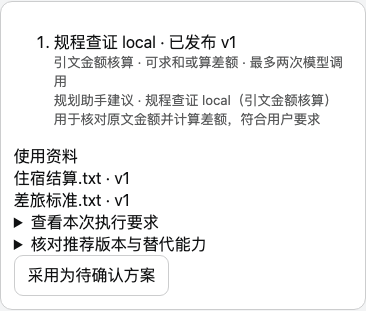 1. 规程查证 local · 已发布 v1
引文金额核算 · 可求和或算差额 · 最多两次模型调
用
规划助手建议 · 规程查证 local（引文金额核算）
用于核对原文金额并计算差额，符合用户要求
使用资料
住宿结算.txt · v1
差旅标准.txt · v1
▶ 查看本次执行要求
▶ 核对推荐版本与替代能力
采用为待确认方案